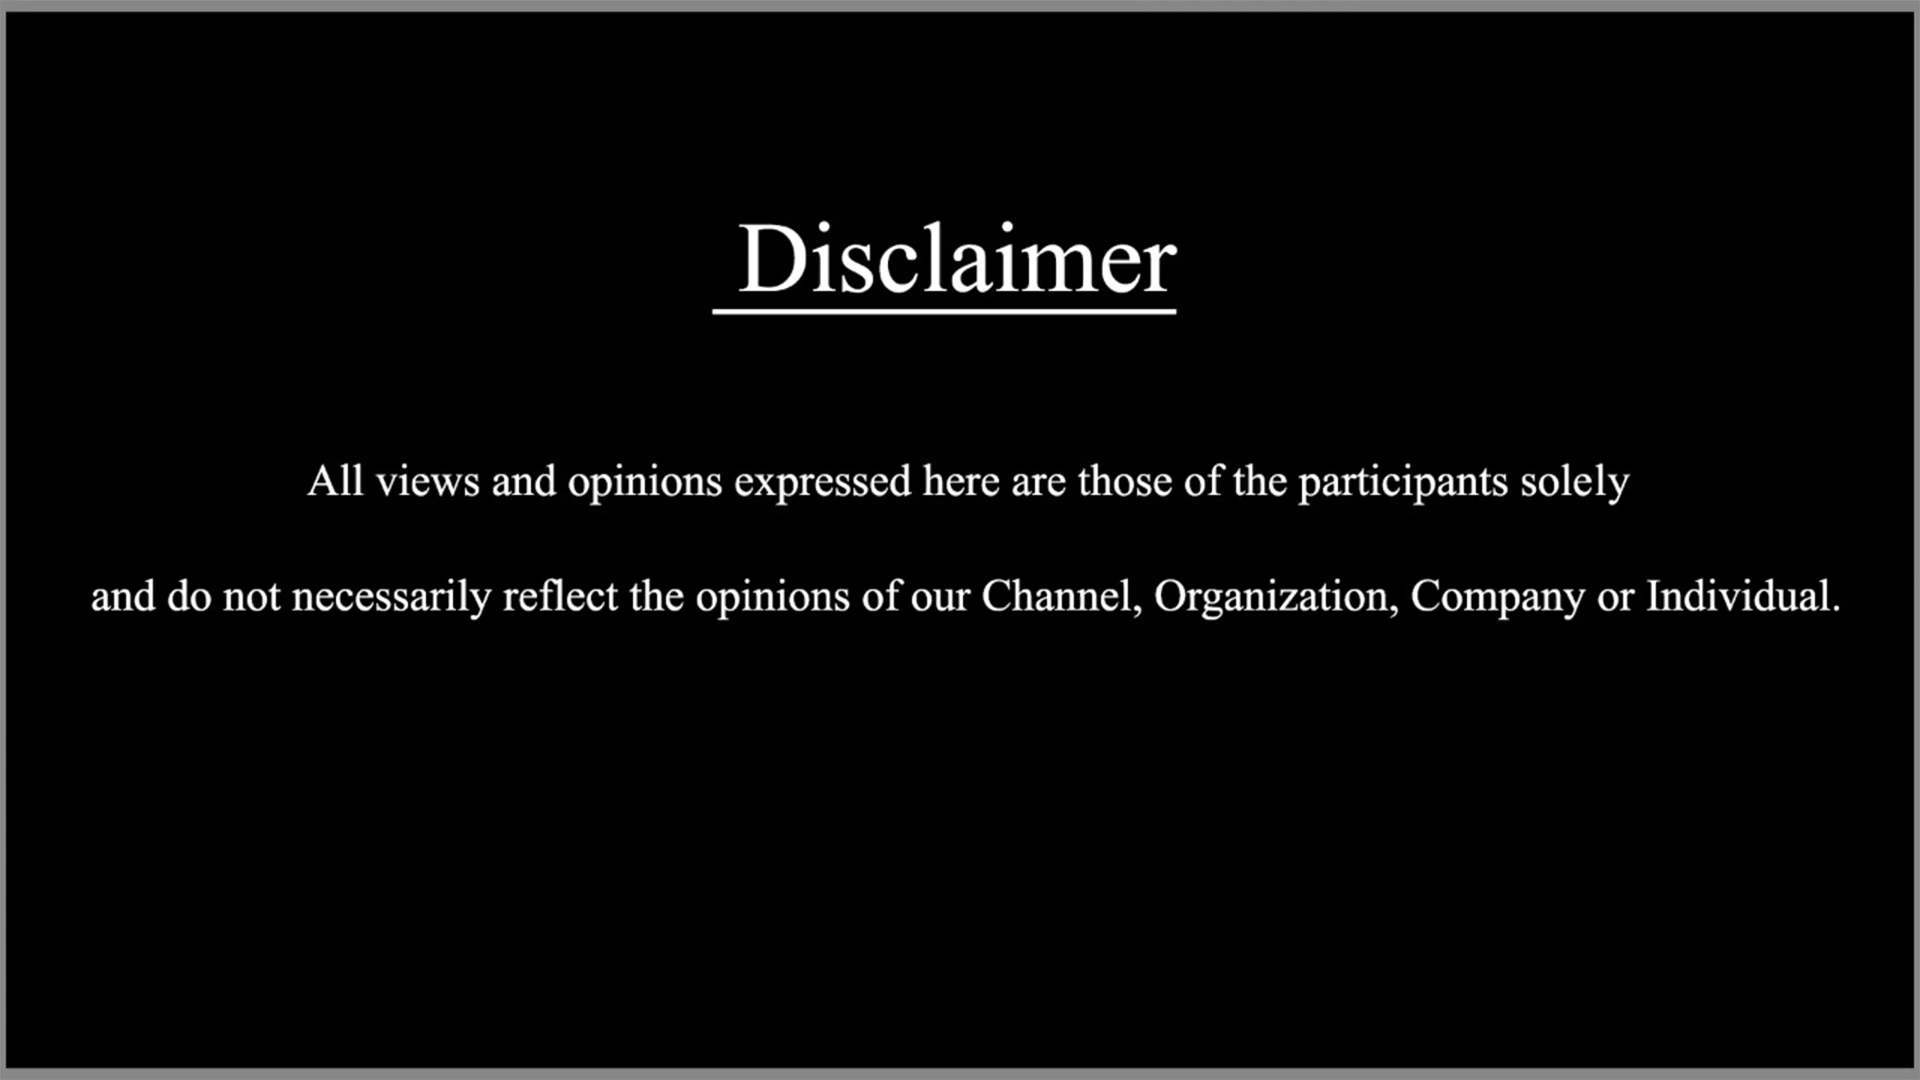 Disclaimer
All views and opinions expressed here are those of the participants solely
and do not necessarily reflect the opinions of our Channel, Organization, Company or Individual.